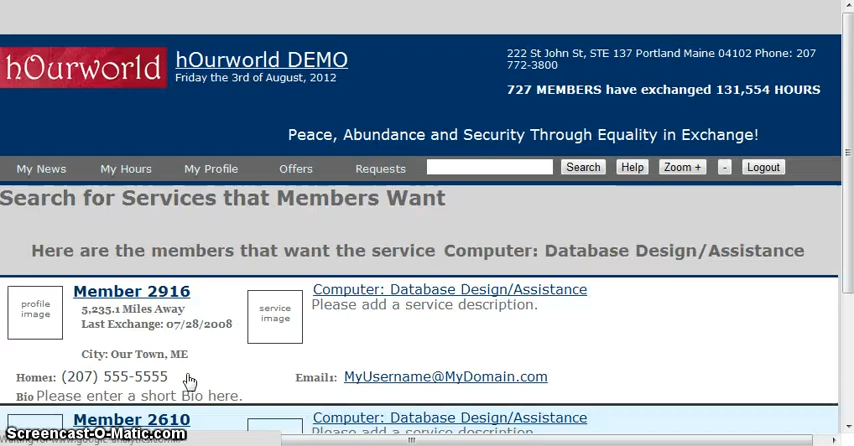 hOurworld
hOurworld DEMO
Friday the 3rd of August, 2012
222 St John St, STE 137 Portland Maine 04102 Phone: 207
772-3800
727 MEMBERS have exchanged 131,554 HOURS
Peace, Abundance and Security Through Equality in Exchange!
My News My Hours My Profile Offers Requests Search Help Zoom + - Logout
Search for Services that Members Want
Here are the members that want the service Computer: Database Design/Assistance
profile
image
Member 2916
5,235.1 Miles Away
Last Exchange: 07/28/2008
City: Our Town, ME
service
image
Computer: Database Design/Assistance
Please add a service description.
Home1: (207) 555-5555
Email1: MyUsername@MyDomain.com
Bio Please enter a short Bio here.
Member 2610
Computer: Database Design/Assistance
Please add a service description.
Screencast-O-Matic.com